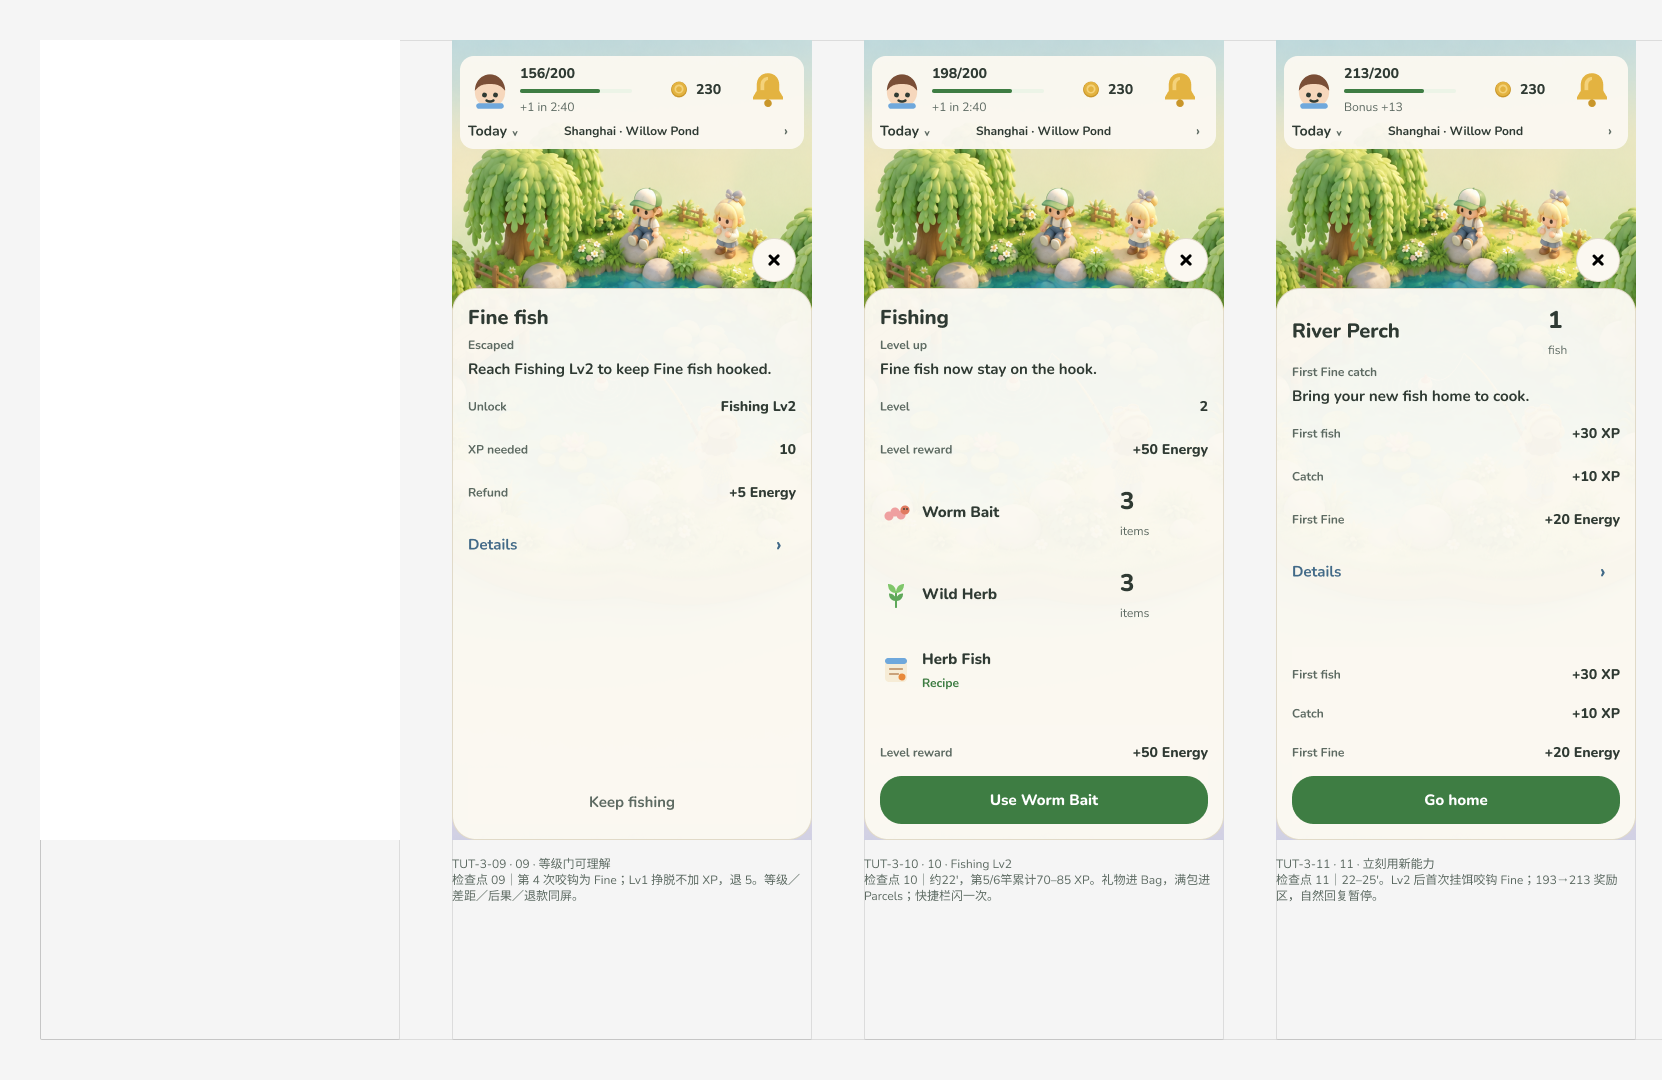 156/200
+1 in 2:40
230
Today ˅
Shanghai · Willow Pond ›
Fine fish
Escaped
Reach Fishing Lv2 to keep Fine fish hooked.
Unlock Fishing Lv2
XP needed 10
Refund +5 Energy
Details ›
Keep fishing
TUT-3-09 · 09 · 等级门可理解
检查点 09｜第 4 次咬钩为 Fine；Lv1 挣脱不加 XP，退 5。等级／
差距／后果／退款同屏。
198/200
+1 in 2:40
230
Today ˅
Shanghai · Willow Pond ›
Fishing
Level up
Fine fish now stay on the hook.
Level 2
Level reward +50 Energy
Worm Bait 3
items
Wild Herb 3
items
Herb Fish
Recipe
Level reward +50 Energy
Use Worm Bait
TUT-3-10 · 10 · Fishing Lv2
检查点 10｜约22'，第5/6竿累计70–85 XP。礼物进 Bag，满包进
Parcels；快捷栏闪一次。
213/200
Bonus +13
230
Today ˅
Shanghai · Willow Pond ›
River Perch 1
fish
First Fine catch
Bring your new fish home to cook.
First fish +30 XP
Catch +10 XP
First Fine +20 Energy
Details ›
First fish +30 XP
Catch +10 XP
First Fine +20 Energy
Go home
TUT-3-11 · 11 · 立刻用新能力
检查点 11｜22–25'。Lv2 后首次挂饵咬钩 Fine；193→213 奖励
区，自然回复暂停。